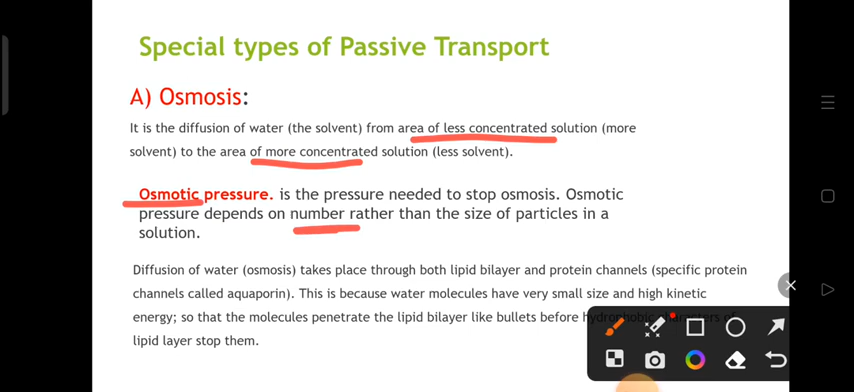 Special types of Passive Transport
A) Osmosis:
It is the diffusion of water (the solvent) from area of less concentrated solution (more
solvent) to the area of more concentrated solution (less solvent).
Osmotic pressure. is the pressure needed to stop osmosis. Osmotic
pressure depends on number rather than the size of particles in a
solution.
Diffusion of water (osmosis) takes place through both lipid bilayer and protein channels (specific protein
channels called aquaporin). This is because water molecules have very small size and high kinetic
energy; so that the molecules penetrate the lipid bilayer like bullets before hydrophobic characters of
lipid layer stop them.